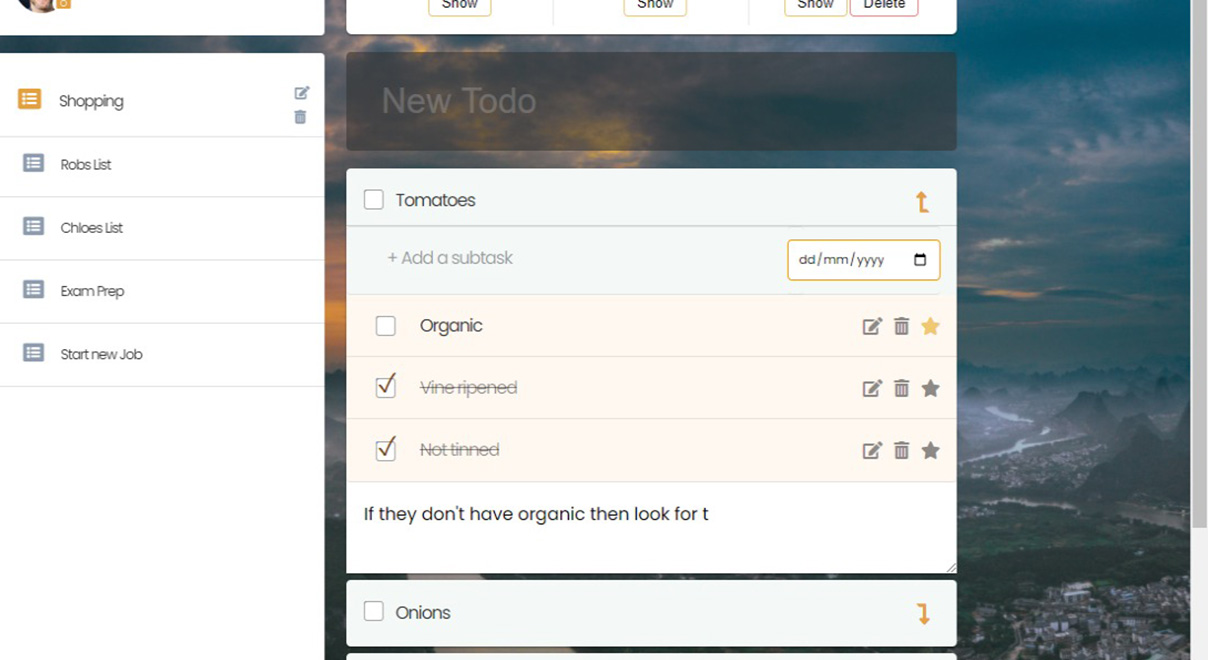 Show
Show
Show
Delete
Shopping
Robs List
Chloes List
Exam Prep
Start new Job
New Todo
Tomatoes
+ Add a subtask
dd/mm/yyyy
Organic
Vine ripened
Not tinned
If they don't have organic then look for t
Onions